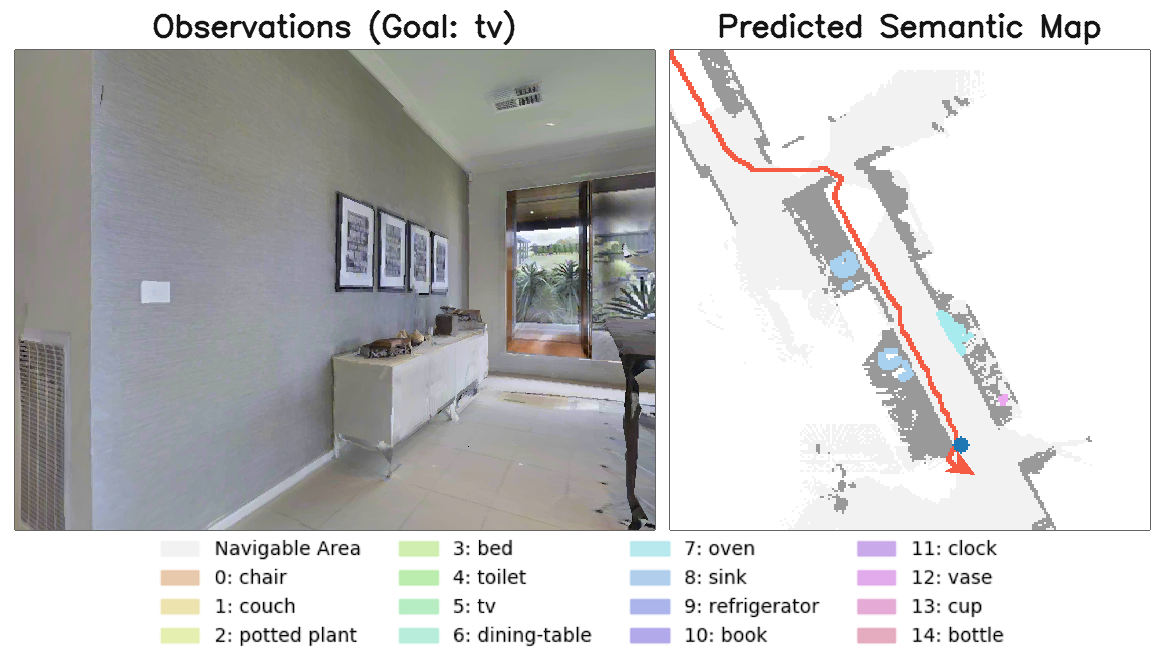 Observations (Goal: tv)
Predicted Semantic Map
Navigable Area
0: chair
1: couch
2: potted plant
3: bed
4: toilet
5: tv
6: dining-table
7: oven
8: sink
9: refrigerator
10: book
11: clock
12: vase
13: cup
14: bottle